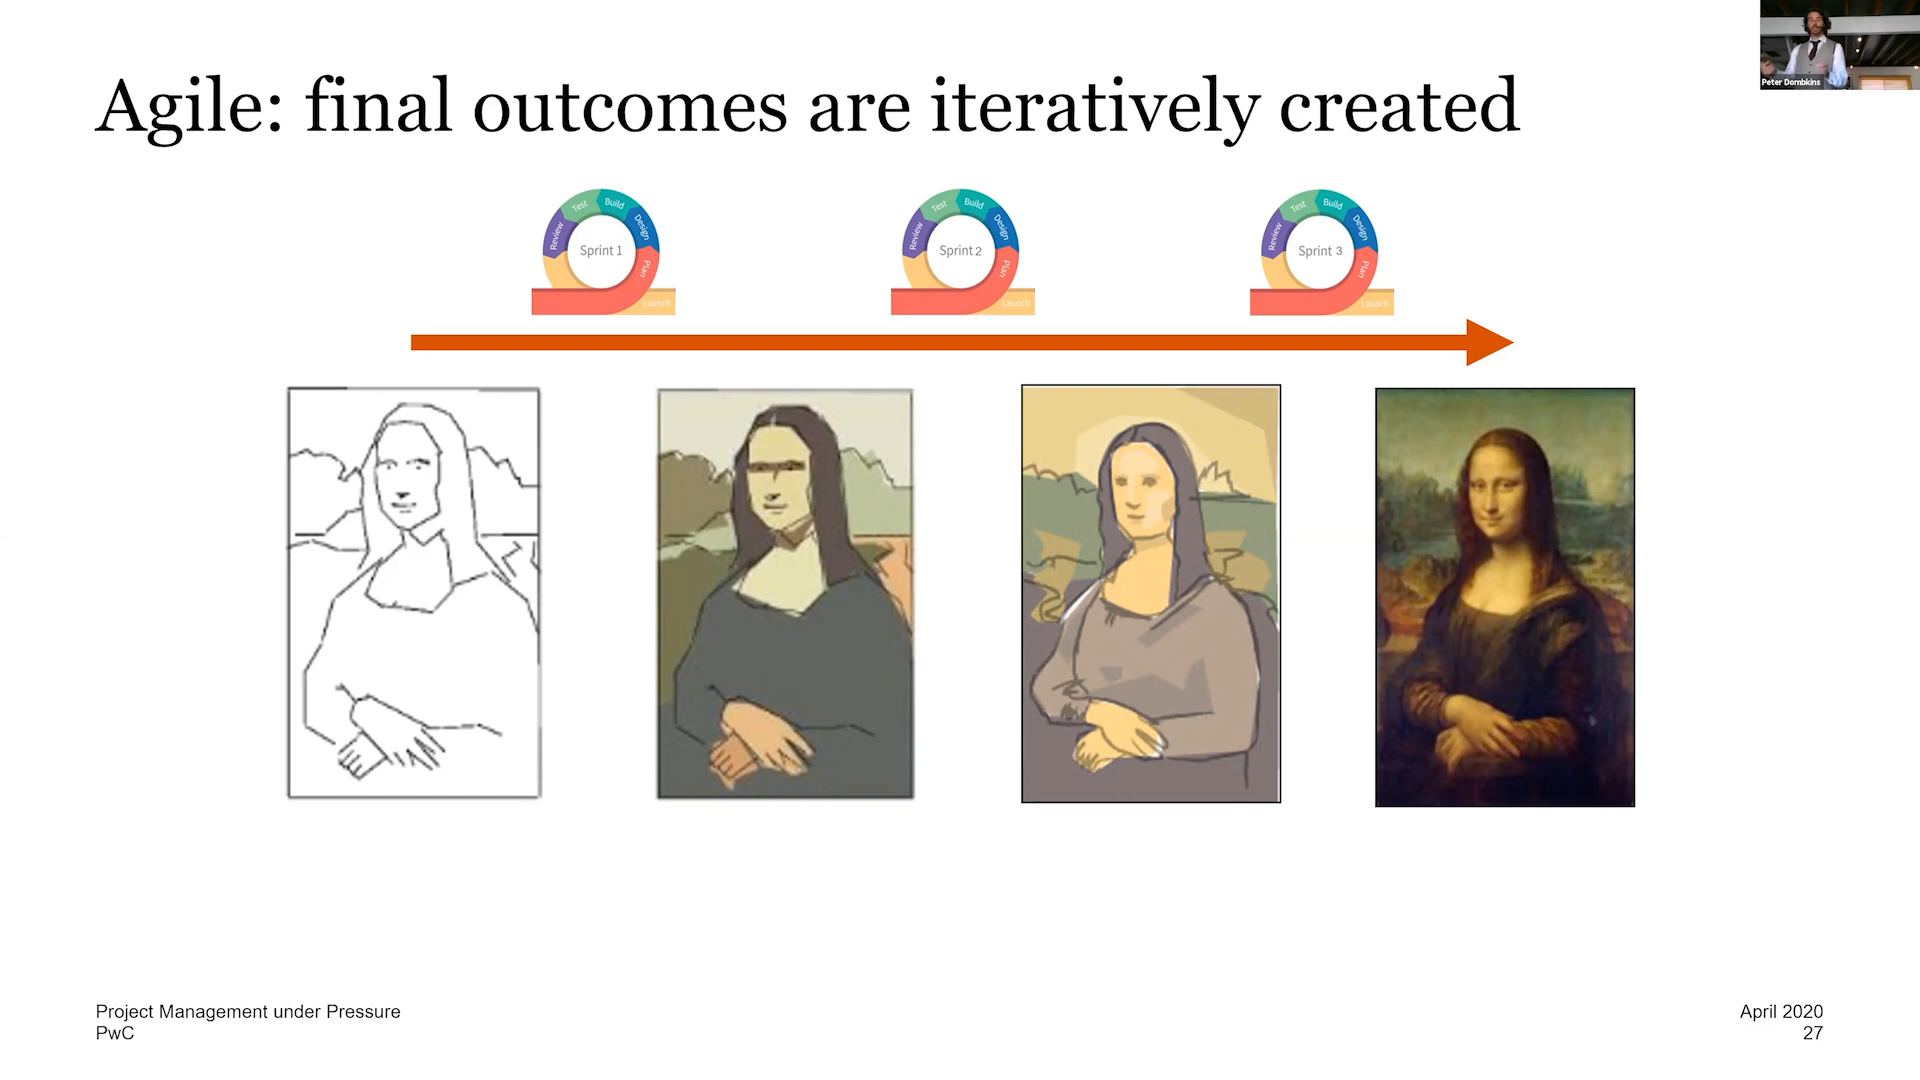 Peter Dombkins
Agile: final outcomes are iteratively created
Review
Test
Build
Design
Plan
Launch
Sprint 1
Review
Test
Build
Design
Plan
Launch
Sprint 2
Review
Test
Build
Design
Plan
Launch
Sprint 3
Project Management under Pressure
PwC
April 2020
27